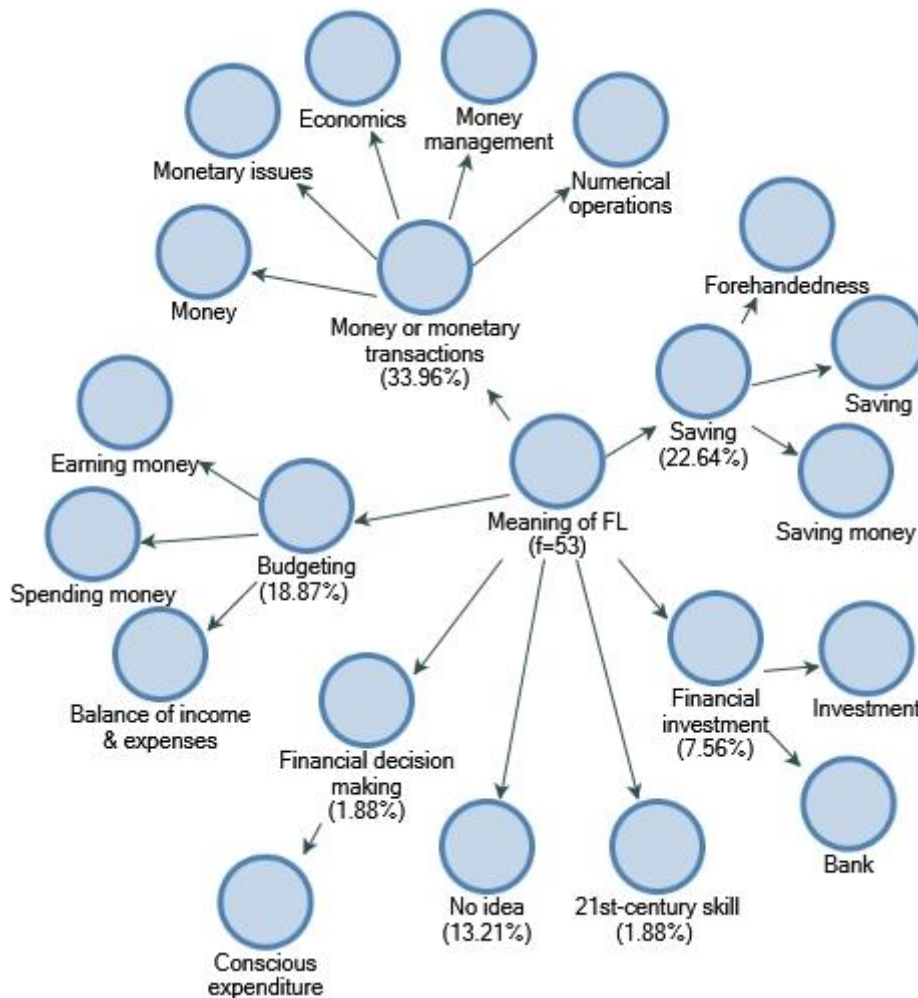 Economics
Money
management
Monetary issues
Numerical
operations
Money
Money or monetary
transactions
(33.96%)
Forehandedness
Saving
Saving
(22.64%)
Saving money
Meaning of FL
(f=53)
Earning money
Budgeting
(18.87%)
Spending money
Balance of income
& expenses
Financial decision
making
(1.88%)
Conscious
expenditure
No idea
(13.21%)
21st-century skill
(1.88%)
Financial
investment
(7.56%)
Investment
Bank